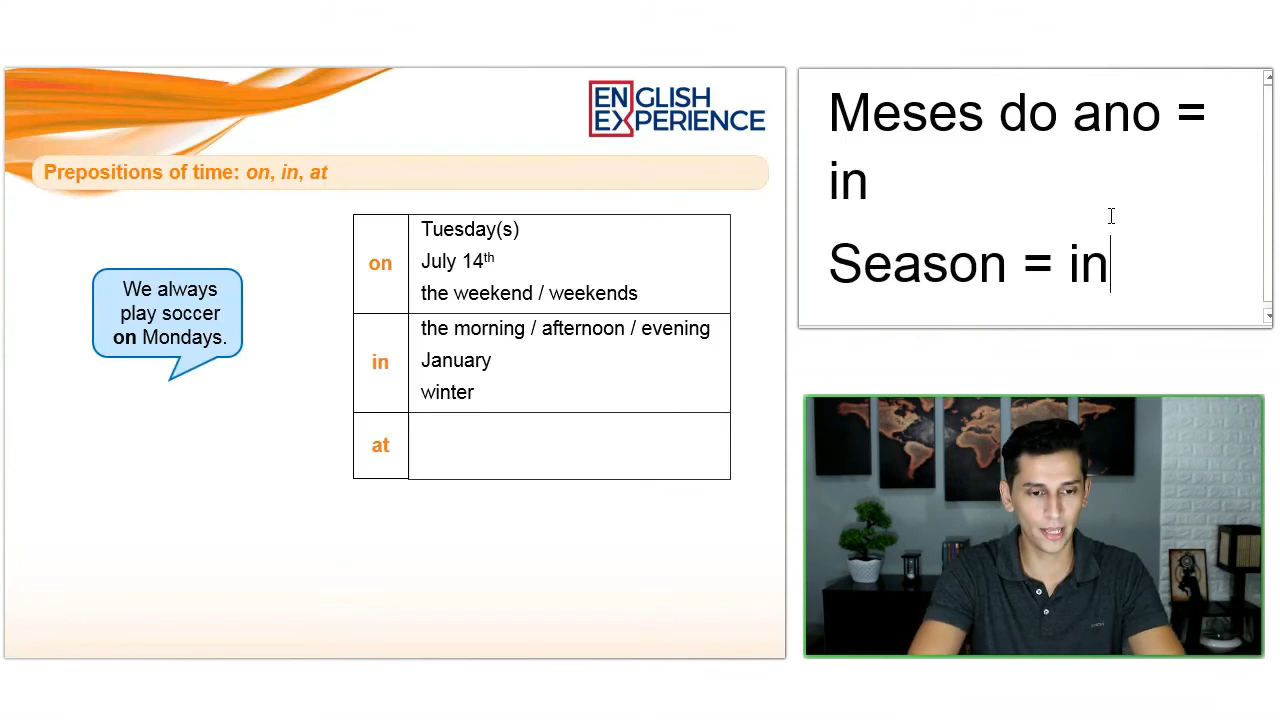 ENGLISH
EXPERIENCE
Prepositions of time: on, in, at
We always
play soccer
on Mondays.
on
Tuesday(s)
July 14th
the weekend / weekends
in
the morning / afternoon / evening
January
winter
at
Meses do ano =
in
Season = in